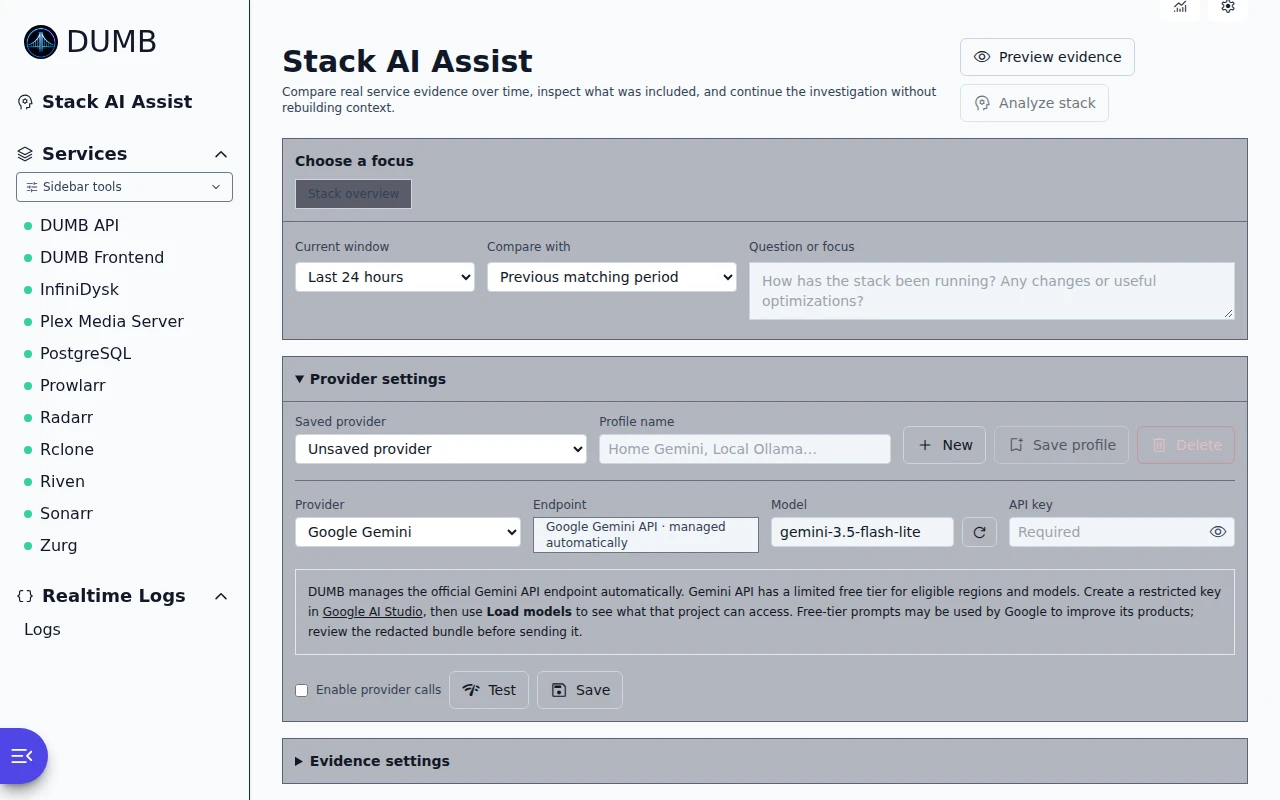 DUMB
Stack AI Assist
Services
Sidebar tools
DUMB API
DUMB Frontend
InfiniDysk
Plex Media Server
PostgreSQL
Prowlarr
Radarr
Rclone
Riven
Sonarr
Zurg
Realtime Logs
Logs
Stack AI Assist
Compare real service evidence over time, inspect what was included, and continue the investigation without
rebuilding context.
Preview evidence
Analyze stack
Choose a focus
Stack overview
Current window
Compare with
Question or focus
Last 24 hours
Previous matching period
How has the stack been running? Any changes or useful
optimizations?
Provider settings
Saved provider
Profile name
Unsaved provider
Home Gemini, Local Ollama...
New
Save profile
Delete
Provider
Endpoint
Model
API key
Google Gemini
Google Gemini API · managed
automatically
gemini-3.5-flash-lite
Required
DUMB manages the official Gemini API endpoint automatically. Gemini API has a limited free tier for eligible regions and models. Create a restricted key
in Google AI Studio, then use Load models to see what that project can access. Free-tier prompts may be used by Google to improve its products;
review the redacted bundle before sending it.
Enable provider calls
Test
Save
Evidence settings